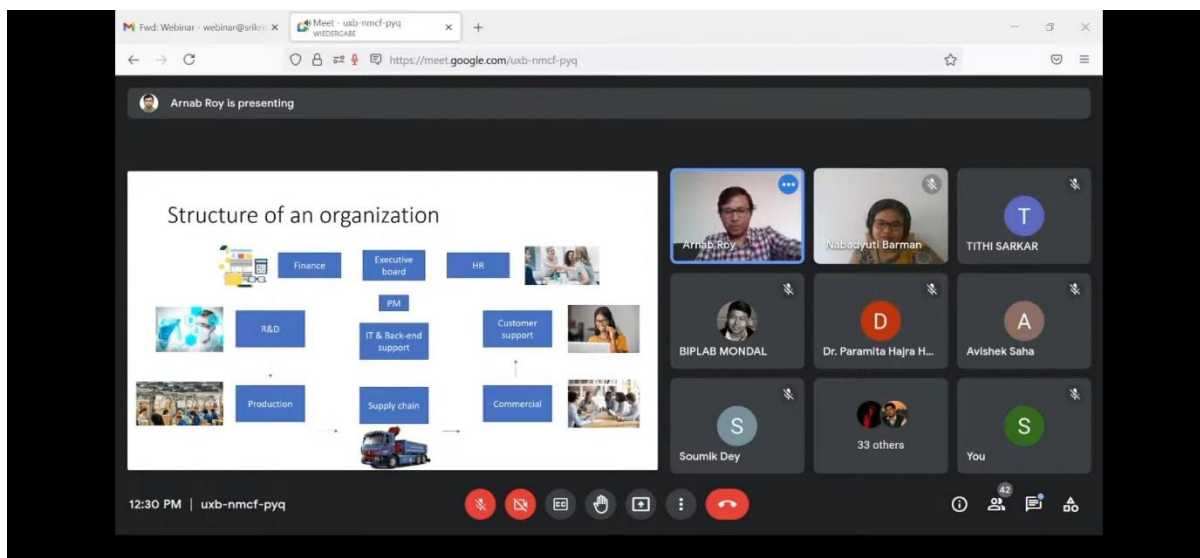 Fwd: Webinar - webinar@srikri
Meet - uxb-nmcf-pyq
WIEDERGABE
https://meet.google.com/uxb-nmcf-pyq
Arnab Roy is presenting
Structure of an organization
Finance
Executive
board
HR
PM
R&D
IT & Back-end
support
Customer
support
Production
Supply chain
Commercial
Arnab Roy
Nabadyuti Barman
T
TITHI SARKAR
BIPLAB MONDAL
D
Dr. Paramita Hajra H...
A
Avishek Saha
S
Soumik Dey
33 others
S
You
12:30 PM | uxb-nmcf-pyq
CC
42